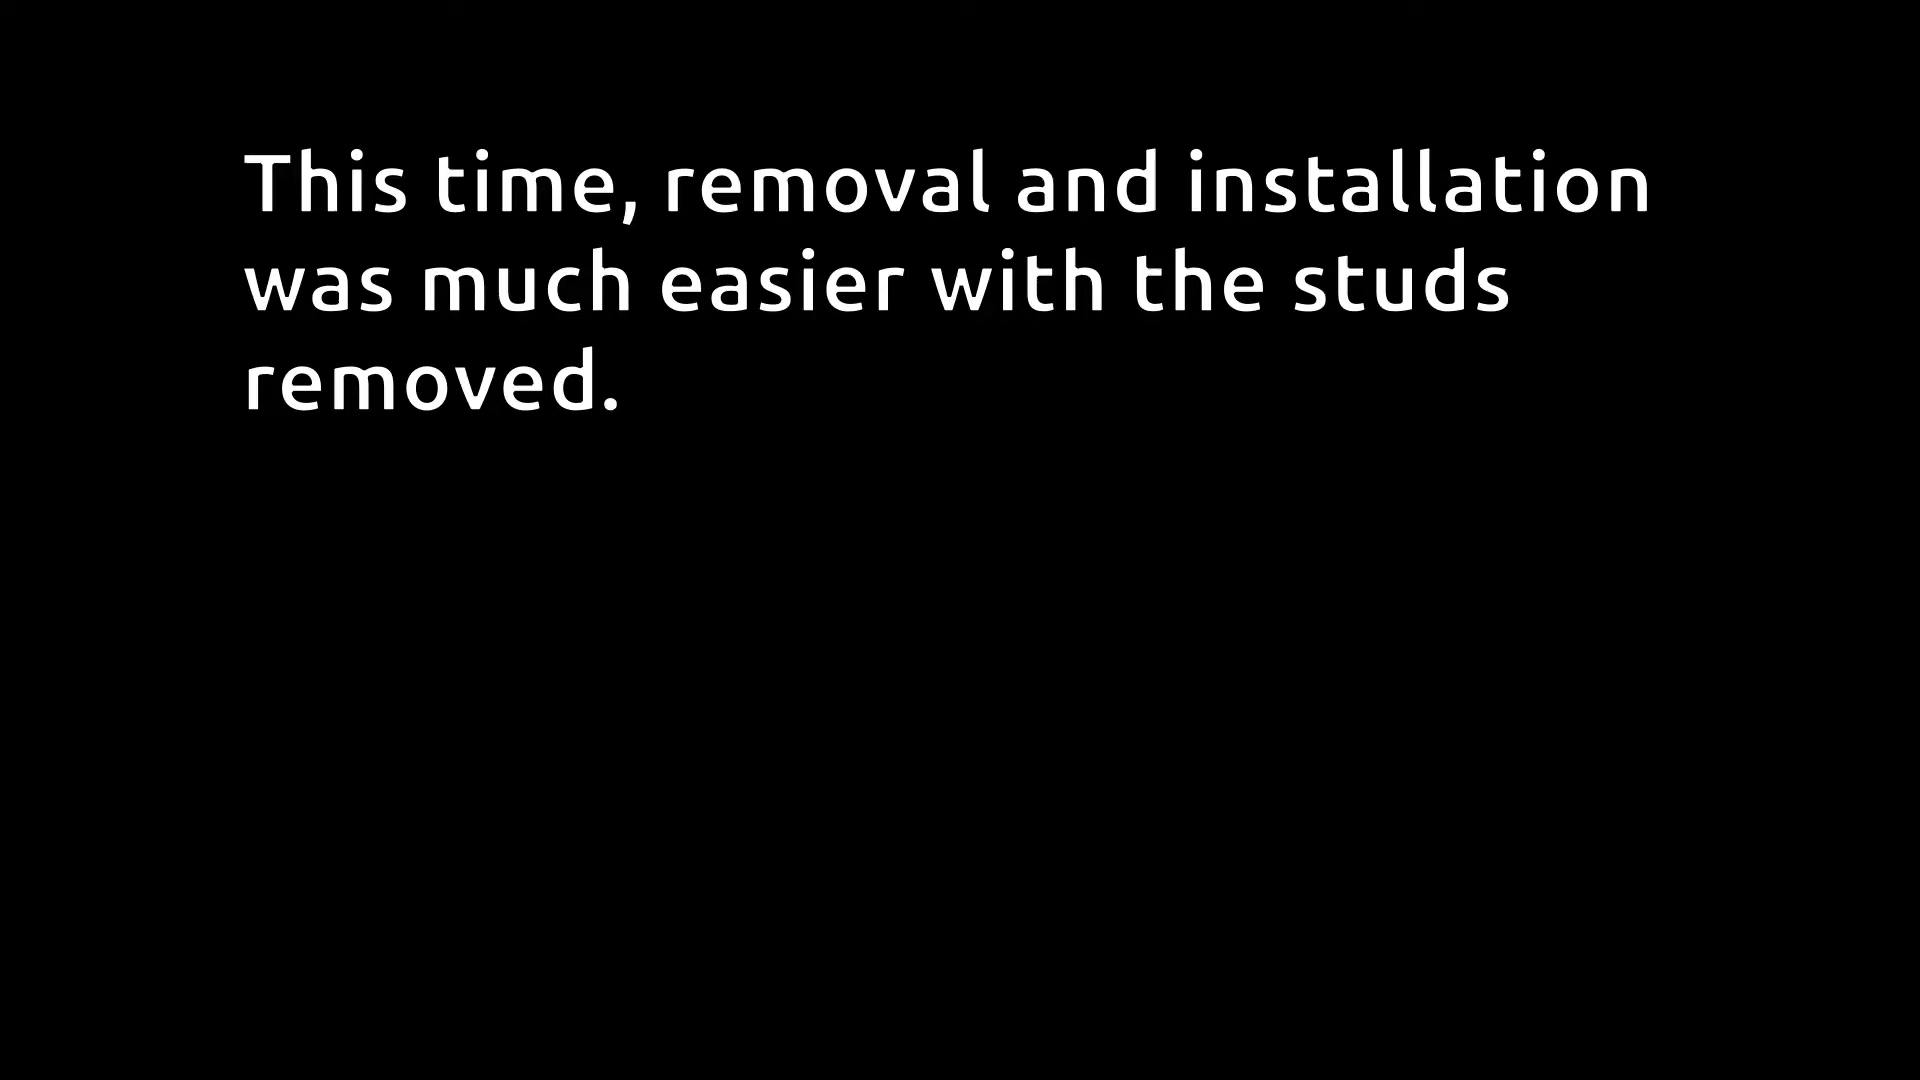 This time, removal and installation
was much easier with the studs
removed.